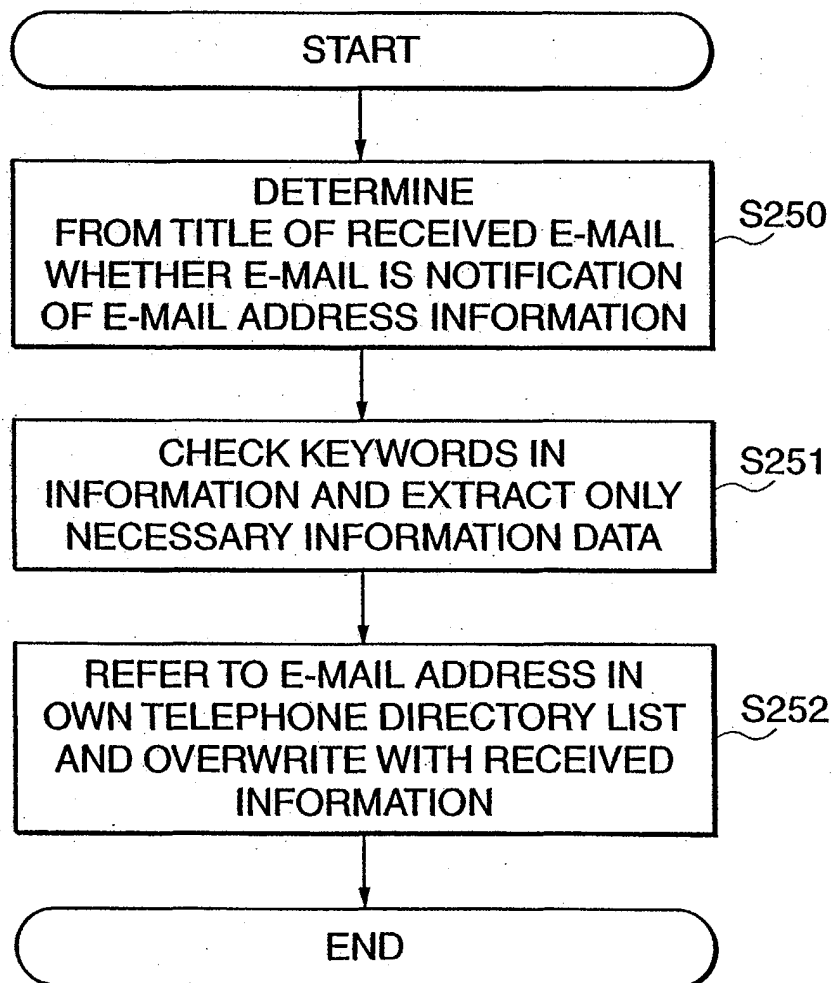 START
DETERMINE
FROM TITLE OF RECEIVED E-MAIL
WHETHER E-MAIL IS NOTIFICATION
OF E-MAIL ADDRESS INFORMATION
S250
CHECK KEYWORDS IN
INFORMATION AND EXTRACT ONLY
NECESSARY INFORMATION DATA
S251
REFER TO E-MAIL ADDRESS IN
OWN TELEPHONE DIRECTORY LIST
AND OVERWRITE WITH RECEIVED
INFORMATION
S252
END